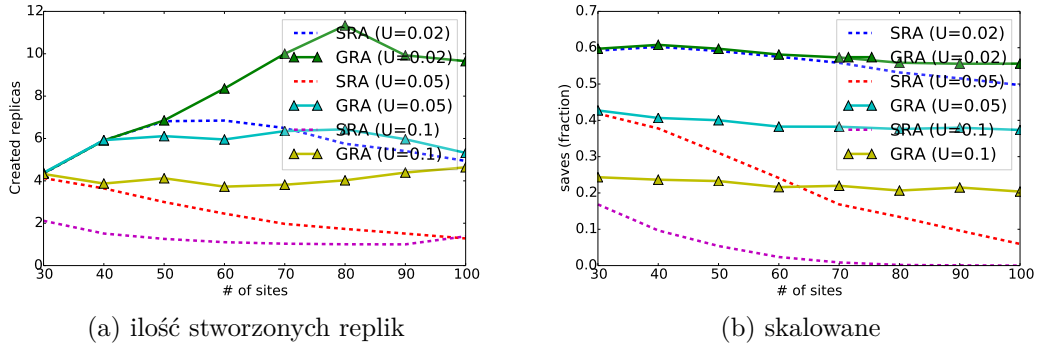 12
10
8
6
4
2
0
30
40
50
60
70
80
90
100
Created replicas
# of sites
SRA (U=0.02)
GRA (U=0.02)
SRA (U=0.05)
GRA (U=0.05)
SRA (U=0.1)
GRA (U=0.1)
(a) ilość stworzonych replik
0.7
0.6
0.5
0.4
0.3
0.2
0.1
0.0
30
40
50
60
70
80
90
100
saves (fraction)
# of sites
SRA (U=0.02)
GRA (U=0.02)
SRA (U=0.05)
GRA (U=0.05)
SRA (U=0.1)
GRA (U=0.1)
(b) skalowane